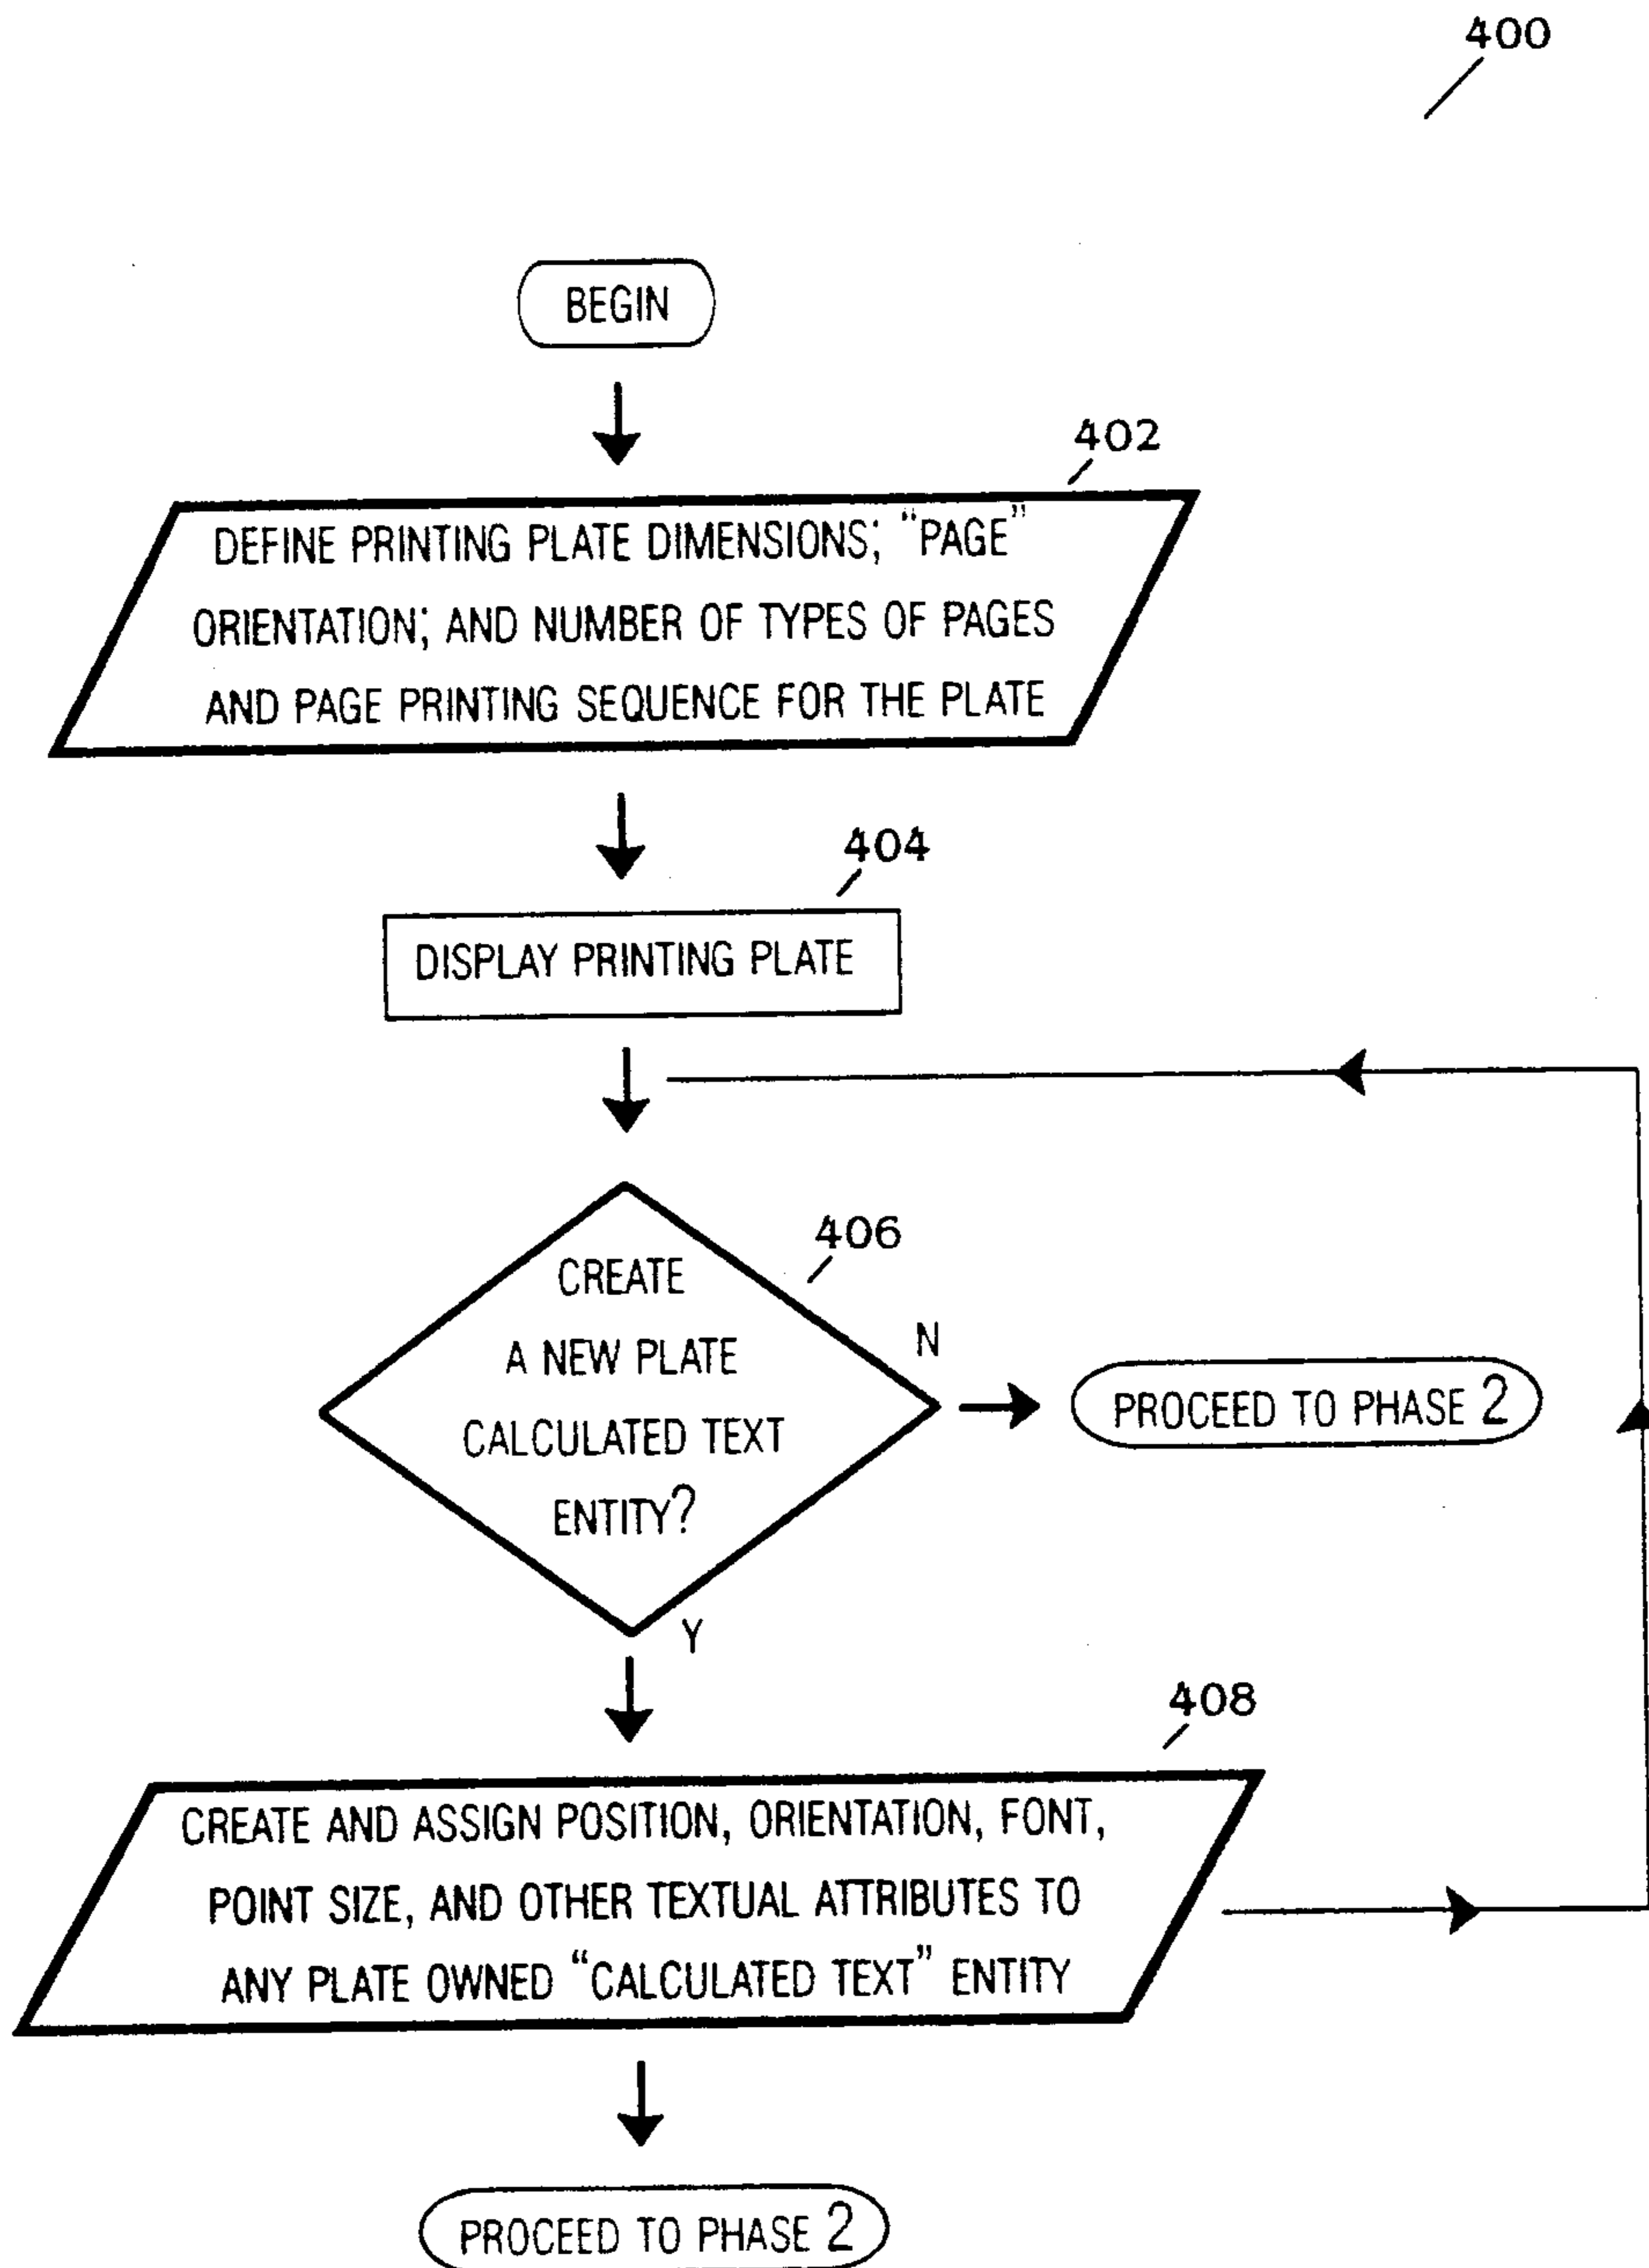 400
BEGIN
402
DEFINE PRINTING PLATE DIMENSIONS; "PAGE"
ORIENTATION; AND NUMBER OF TYPES OF PAGES
AND PAGE PRINTING SEQUENCE FOR THE PLATE
404
DISPLAY PRINTING PLATE
406
CREATE
A NEW PLATE
CALCULATED TEXT
ENTITY?
N
PROCEED TO PHASE 2
Y
408
CREATE AND ASSIGN POSITION, ORIENTATION, FONT,
POINT SIZE, AND OTHER TEXTUAL ATTRIBUTES TO
ANY PLATE OWNED "CALCULATED TEXT" ENTITY
PROCEED TO PHASE 2